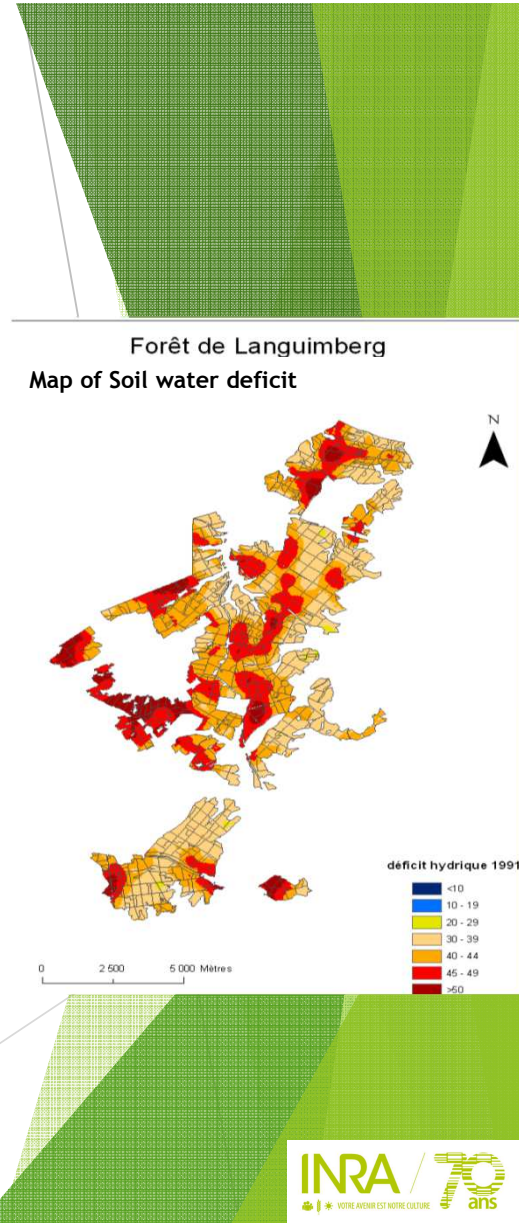 Forêt de Languimberg
Map of Soil water deficit
N
déficit hydrique 1991
<10
10 - 19
20 - 29
30 - 39
40 - 44
45 - 49
>50
0 2 500 5 000 Mètres
INRA / 70 ans
VOTRE AVENIR EST NOTRE CULTURE